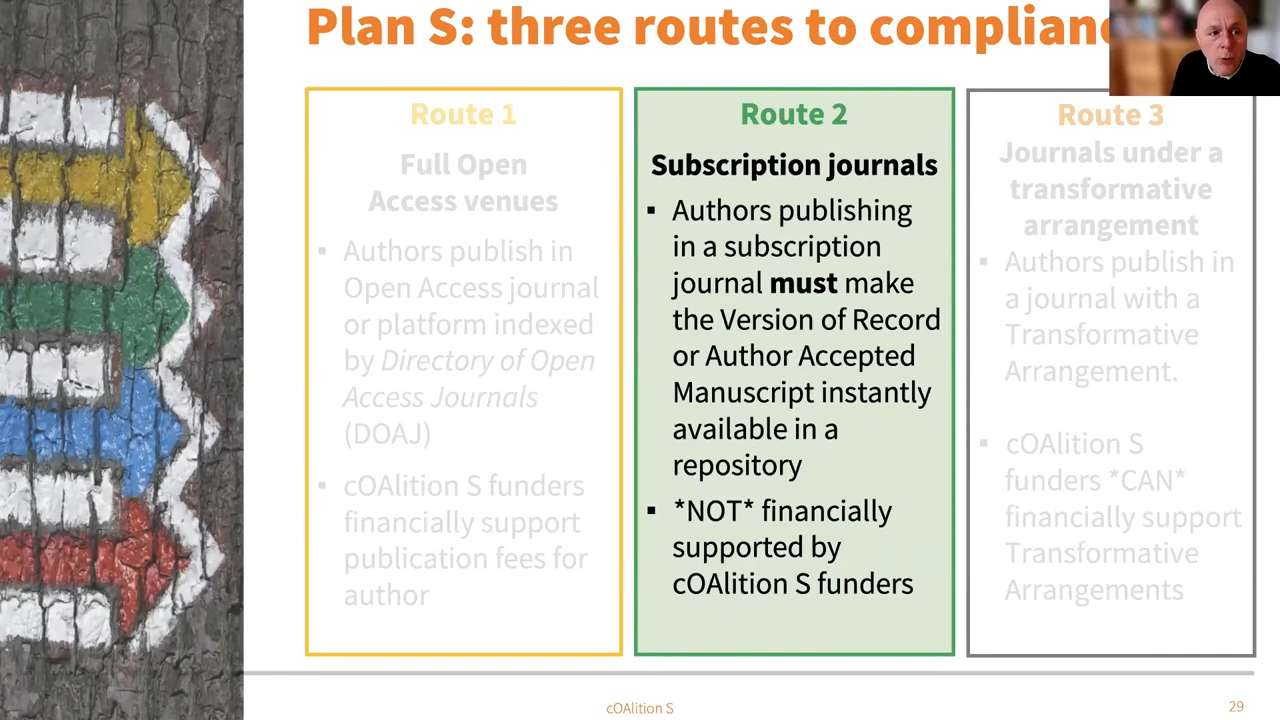 Plan S: three routes to complianc
Route 1
Full Open
Access venues
▪ Authors publish in
Open Access journal
or platform indexed
by Directory of Open
Access Journals
(DOAJ)
▪ cOAlition S funders
financially support
publication fees for
author
Route 2
Subscription journals
▪ Authors publishing
in a subscription
journal must make
the Version of Record
or Author Accepted
Manuscript instantly
available in a
repository
▪ *NOT* financially
supported by
cOAlition S funders
Route 3
Journals under a
transformative
arrangement
▪ Authors publish in
a journal with a
Transformative
Arrangement.
▪ cOAlition S
funders *CAN*
financially support
Transformative
Arrangements
cOAlition S
29